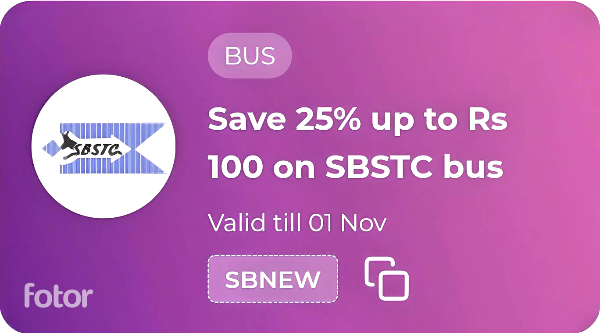 BUS
Save 25% up to Rs
100 on SBSTC bus
SBSTC
Valid till 01 Nov
SBNEW
fotor